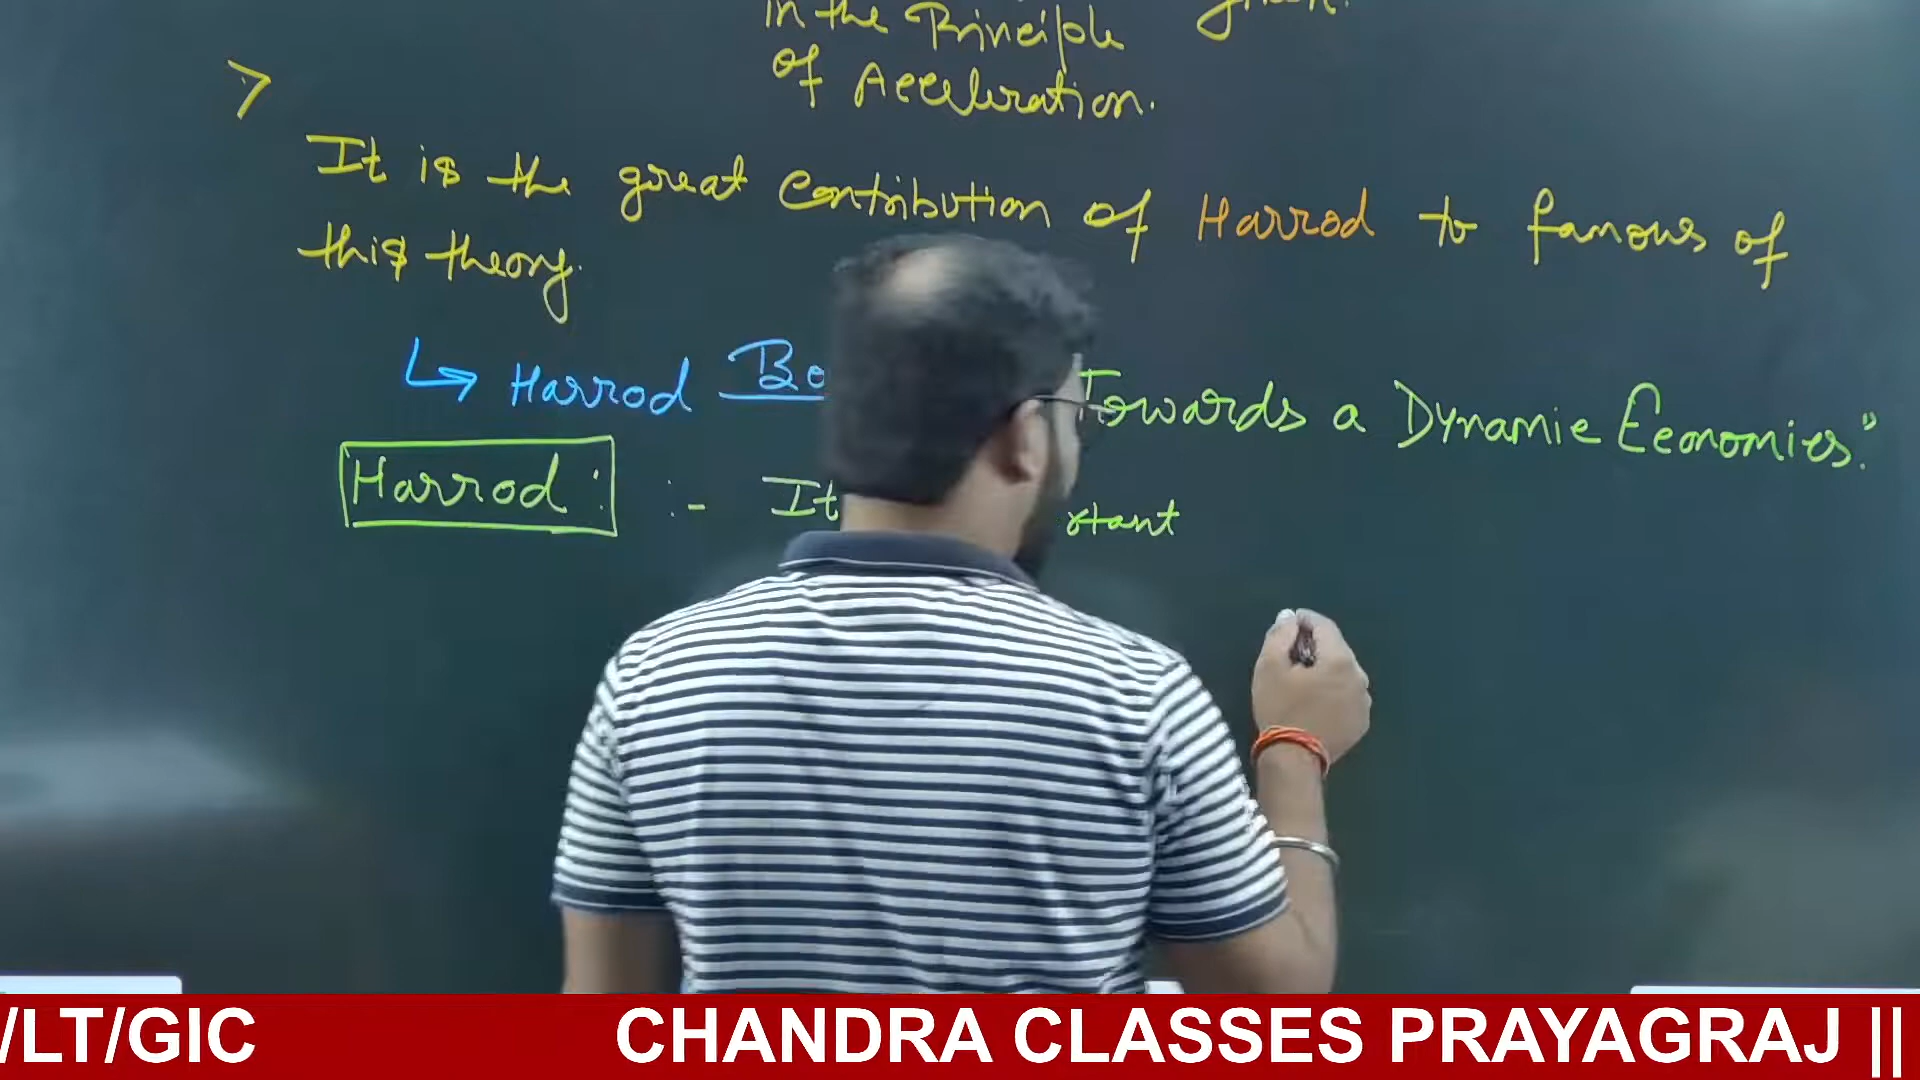 in the Principle
of Acceleration.
>
It is the great contribution of Harrod to famous of
this theory.
↳ Harrod Bo Towards a Dynamic Economics."
Harrod : :- It stant
/LT/GIC CHANDRA CLASSES PRAYAGRAJ ||